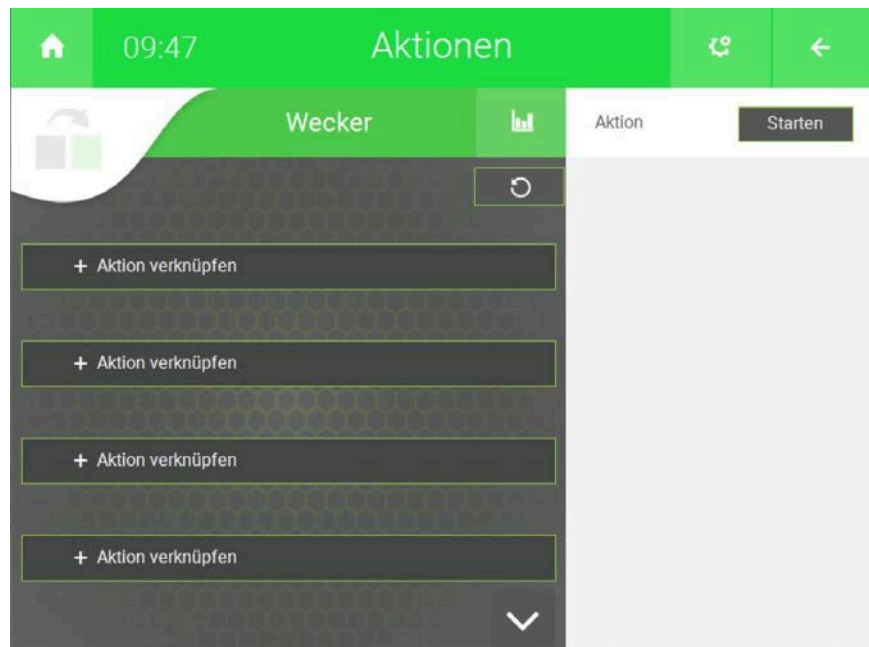 09:47 Aktionen
Wecker
Aktion Starten
+ Aktion verknüpfen
+ Aktion verknüpfen
+ Aktion verknüpfen
+ Aktion verknüpfen